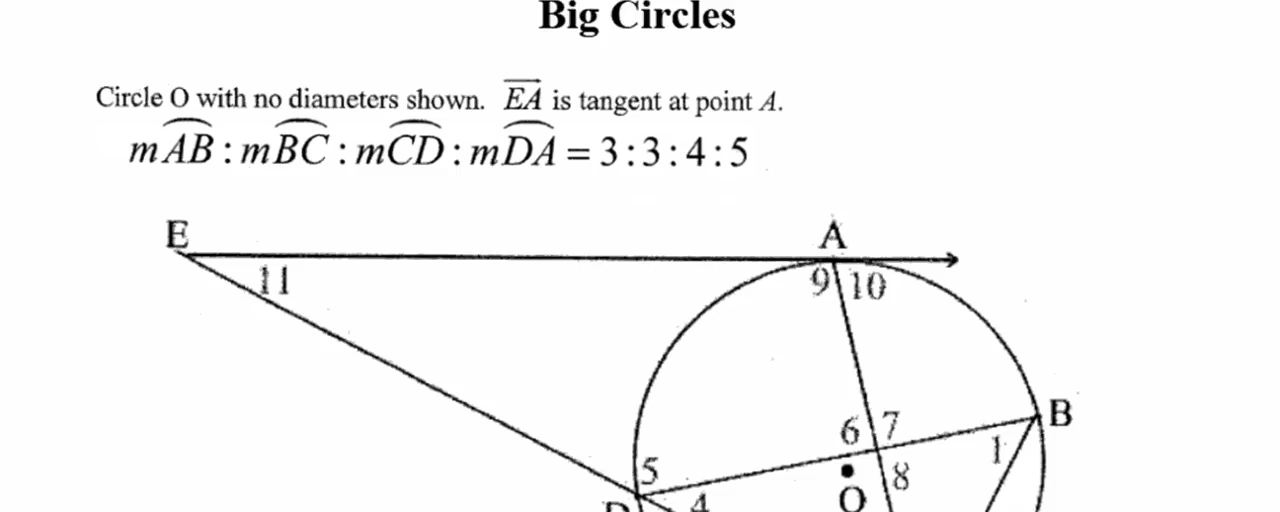 Big Circles
Circle O with no diameters shown. EA is tangent at point A.
mAB : mBC : mCD : mDA = 3 : 3 : 4 : 5
E
A
11
9 10
B
6 7
1
5
8
4
O
D